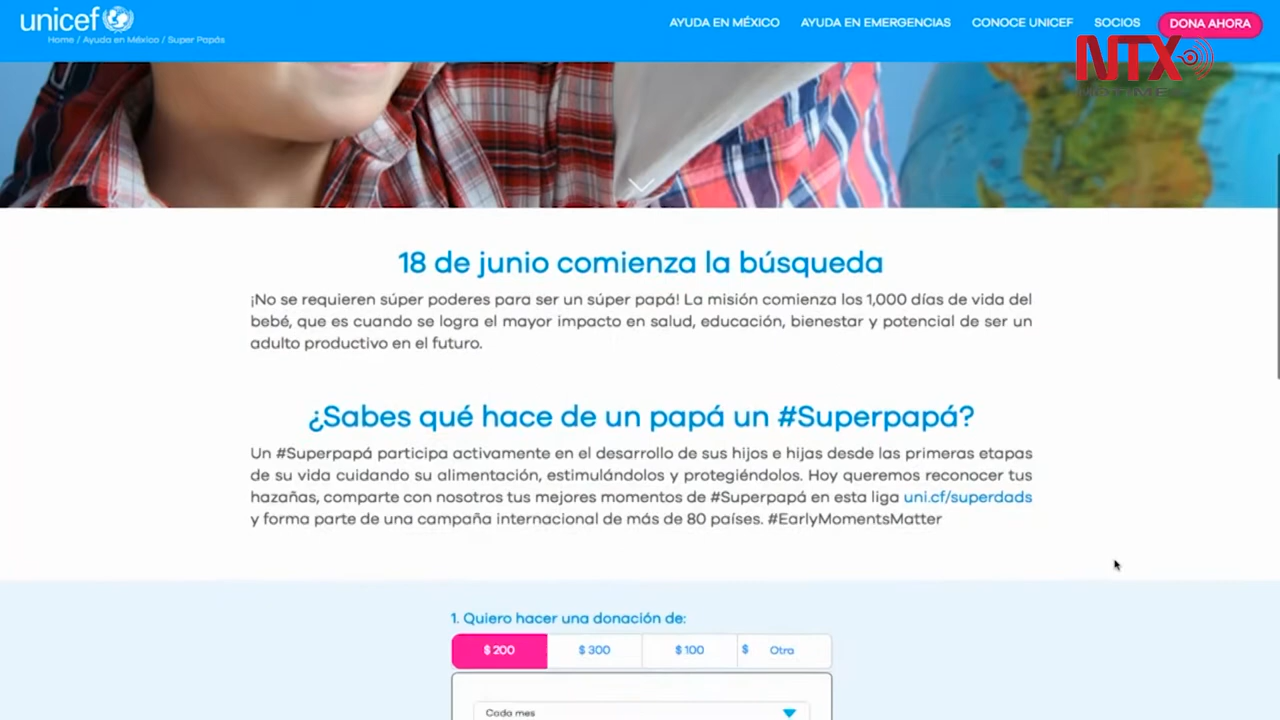 unicef
Home / Ayuda en México / Super Papás
AYUDA EN MÉXICO
AYUDA EN EMERGENCIAS
CONOCE UNICEF
SOCIOS
DONA AHORA
NTX
18 de junio comienza la búsqueda
¡No se requieren súper poderes para ser un súper papá! La misión comienza los 1,000 días de vida del
bebé, que es cuando se logra el mayor impacto en salud, educación, bienestar y potencial de ser un
adulto productivo en el futuro.
¿Sabes qué hace de un papá un #Superpapá?
Un #Superpapá participa activamente en el desarrollo de sus hijos e hijas desde las primeras etapas
de su vida cuidando su alimentación, estimulándolos y protegiéndolos. Hoy queremos reconocer tus
hazañas, comparte con nosotros tus mejores momentos de #Superpapá en esta liga uni.cf/superdads
y forma parte de una campaña internacional de más de 80 países. #EarlyMomentsMatter
1. Quiero hacer una donación de:
$ 200
$ 300
$ 100
$ Otra
Cada mes